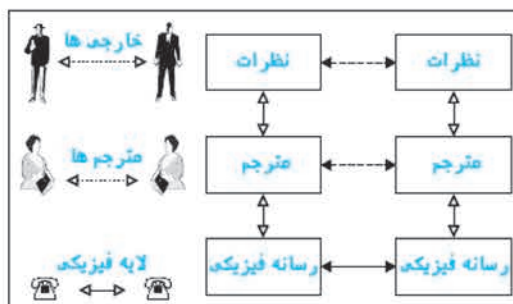 خارجی ها
نظرات
نظرات
مترجم ها
مترجم
مترجم
لایه فیزیکی
رسانه فیزیکی
رسانه فیزیکی